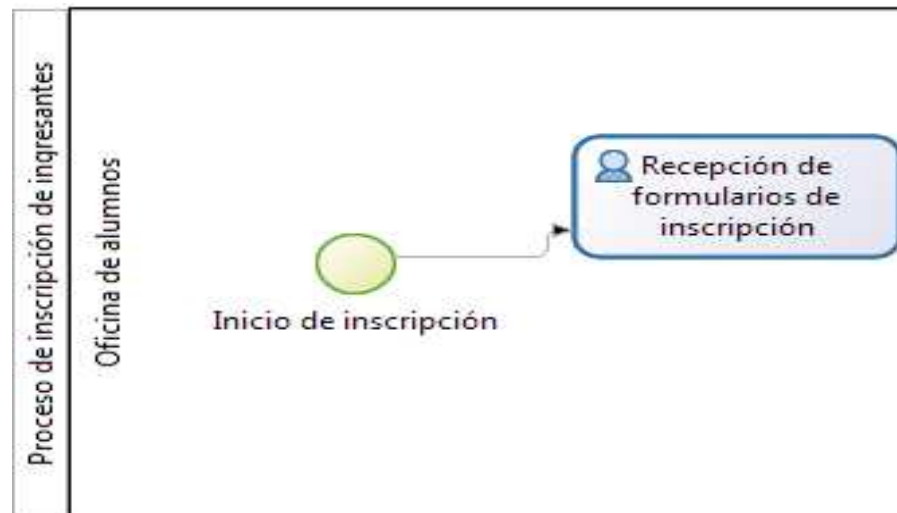 Proceso de inscripción de ingresantes
Oficina de alumnos
Inicio de inscripción
Recepción de
formularios de
inscripción